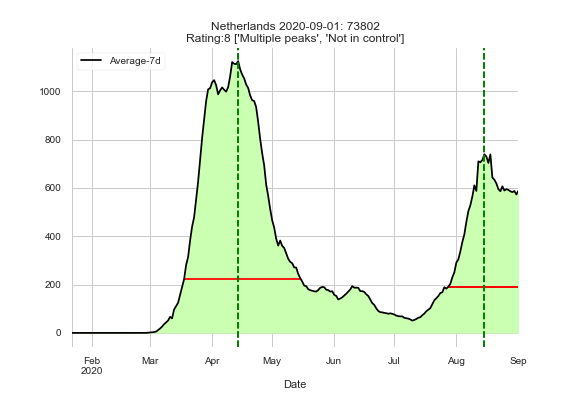 Netherlands 2020-09-01: 73802
Rating:8 ['Multiple peaks', 'Not in control']
Average-7d
1000
800
600
400
200
0
Feb Mar Apr May Jun Jul Aug Sep
2020
Date